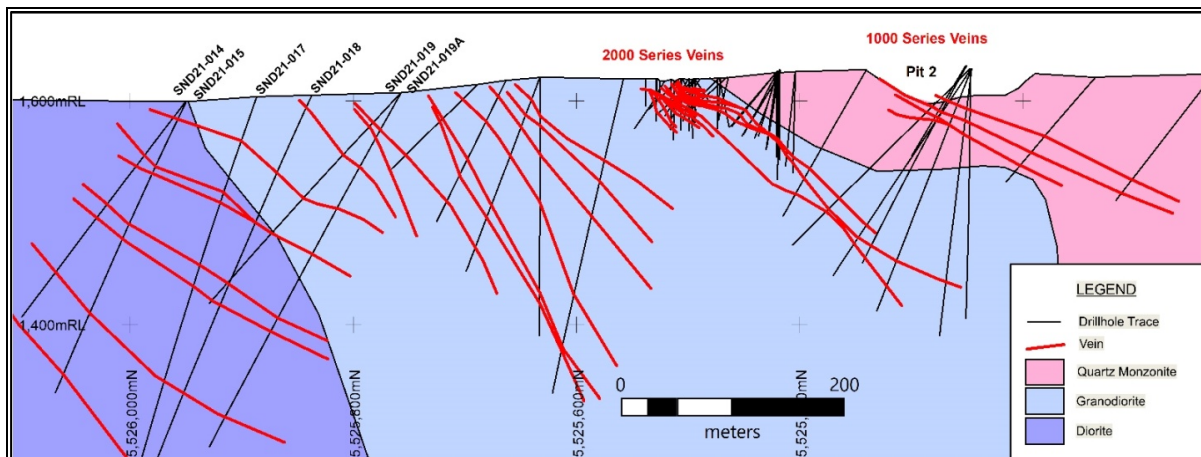 SND21-014
SND21-015
SND21-017
SND21-018
SND21-019
SND21-019A
2000 Series Veins
1000 Series Veins
Pit 2
1,600mRL
1,400mRL
5,526,000mN
5,525,800mN
5,525,600mN
0
200
meters
LEGEND
Drillhole Trace
Vein
Quartz Monzonite
Granodiorite
Diorite